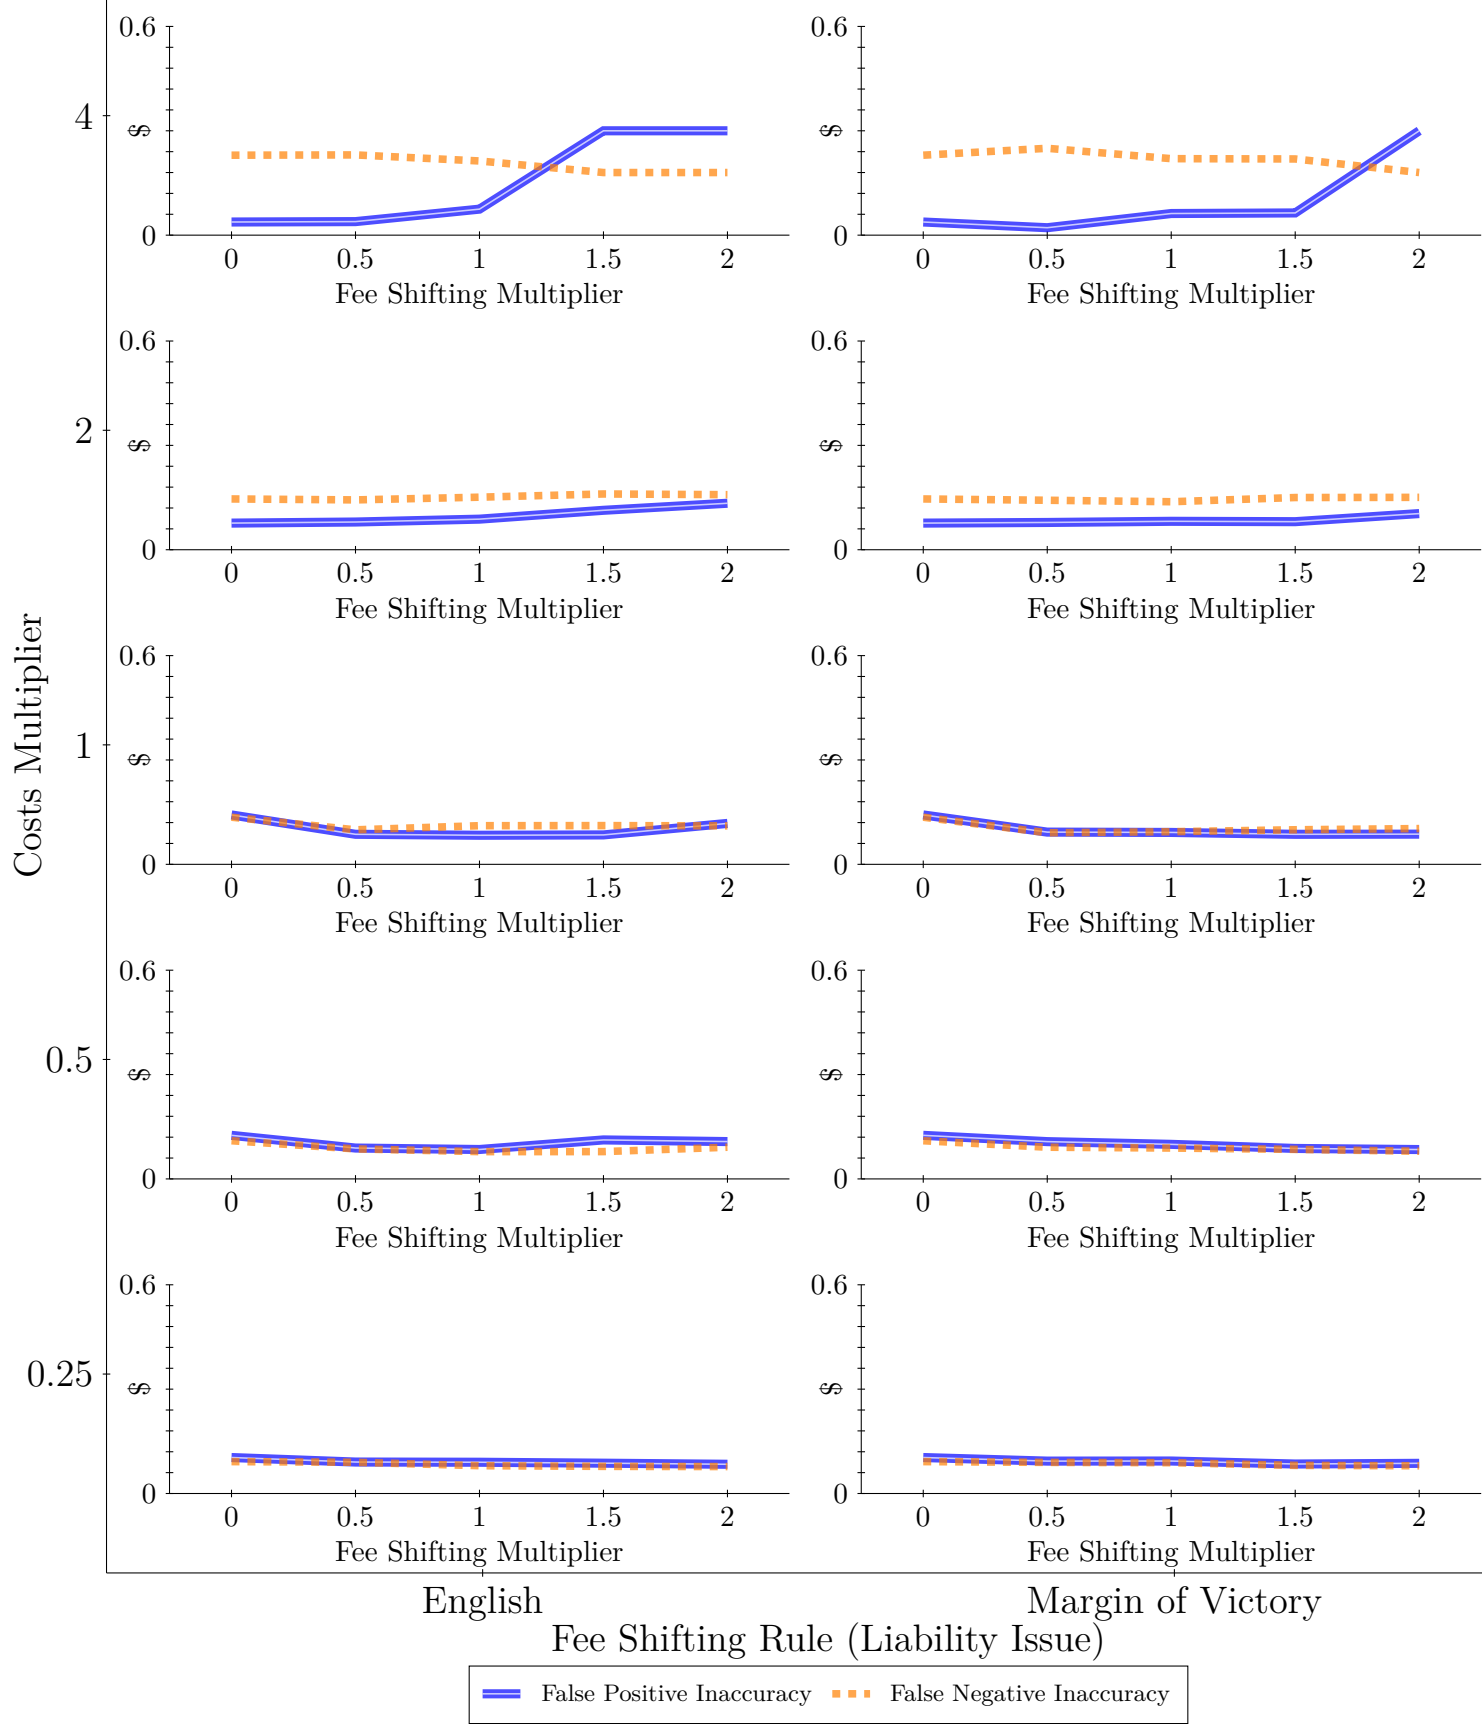 0.6 0.6
4 $ $
0 0
0 0.5 1 1.5 2 0 0.5 1 1.5 2
Fee Shifting Multiplier Fee Shifting Multiplier
0.6 0.6
2 $ $
0 0
0 0.5 1 1.5 2 0 0.5 1 1.5 2
Fee Shifting Multiplier Fee Shifting Multiplier
Costs Multiplier
0.6 0.6
1 $ $
0 0
0 0.5 1 1.5 2 0 0.5 1 1.5 2
Fee Shifting Multiplier Fee Shifting Multiplier
0.6 0.6
0.5 $ $
0 0
0 0.5 1 1.5 2 0 0.5 1 1.5 2
Fee Shifting Multiplier Fee Shifting Multiplier
0.6 0.6
0.25 $ $
0 0
0 0.5 1 1.5 2 0 0.5 1 1.5 2
Fee Shifting Multiplier Fee Shifting Multiplier
English Margin of Victory
Fee Shifting Rule (Liability Issue)
False Positive Inaccuracy False Negative Inaccuracy